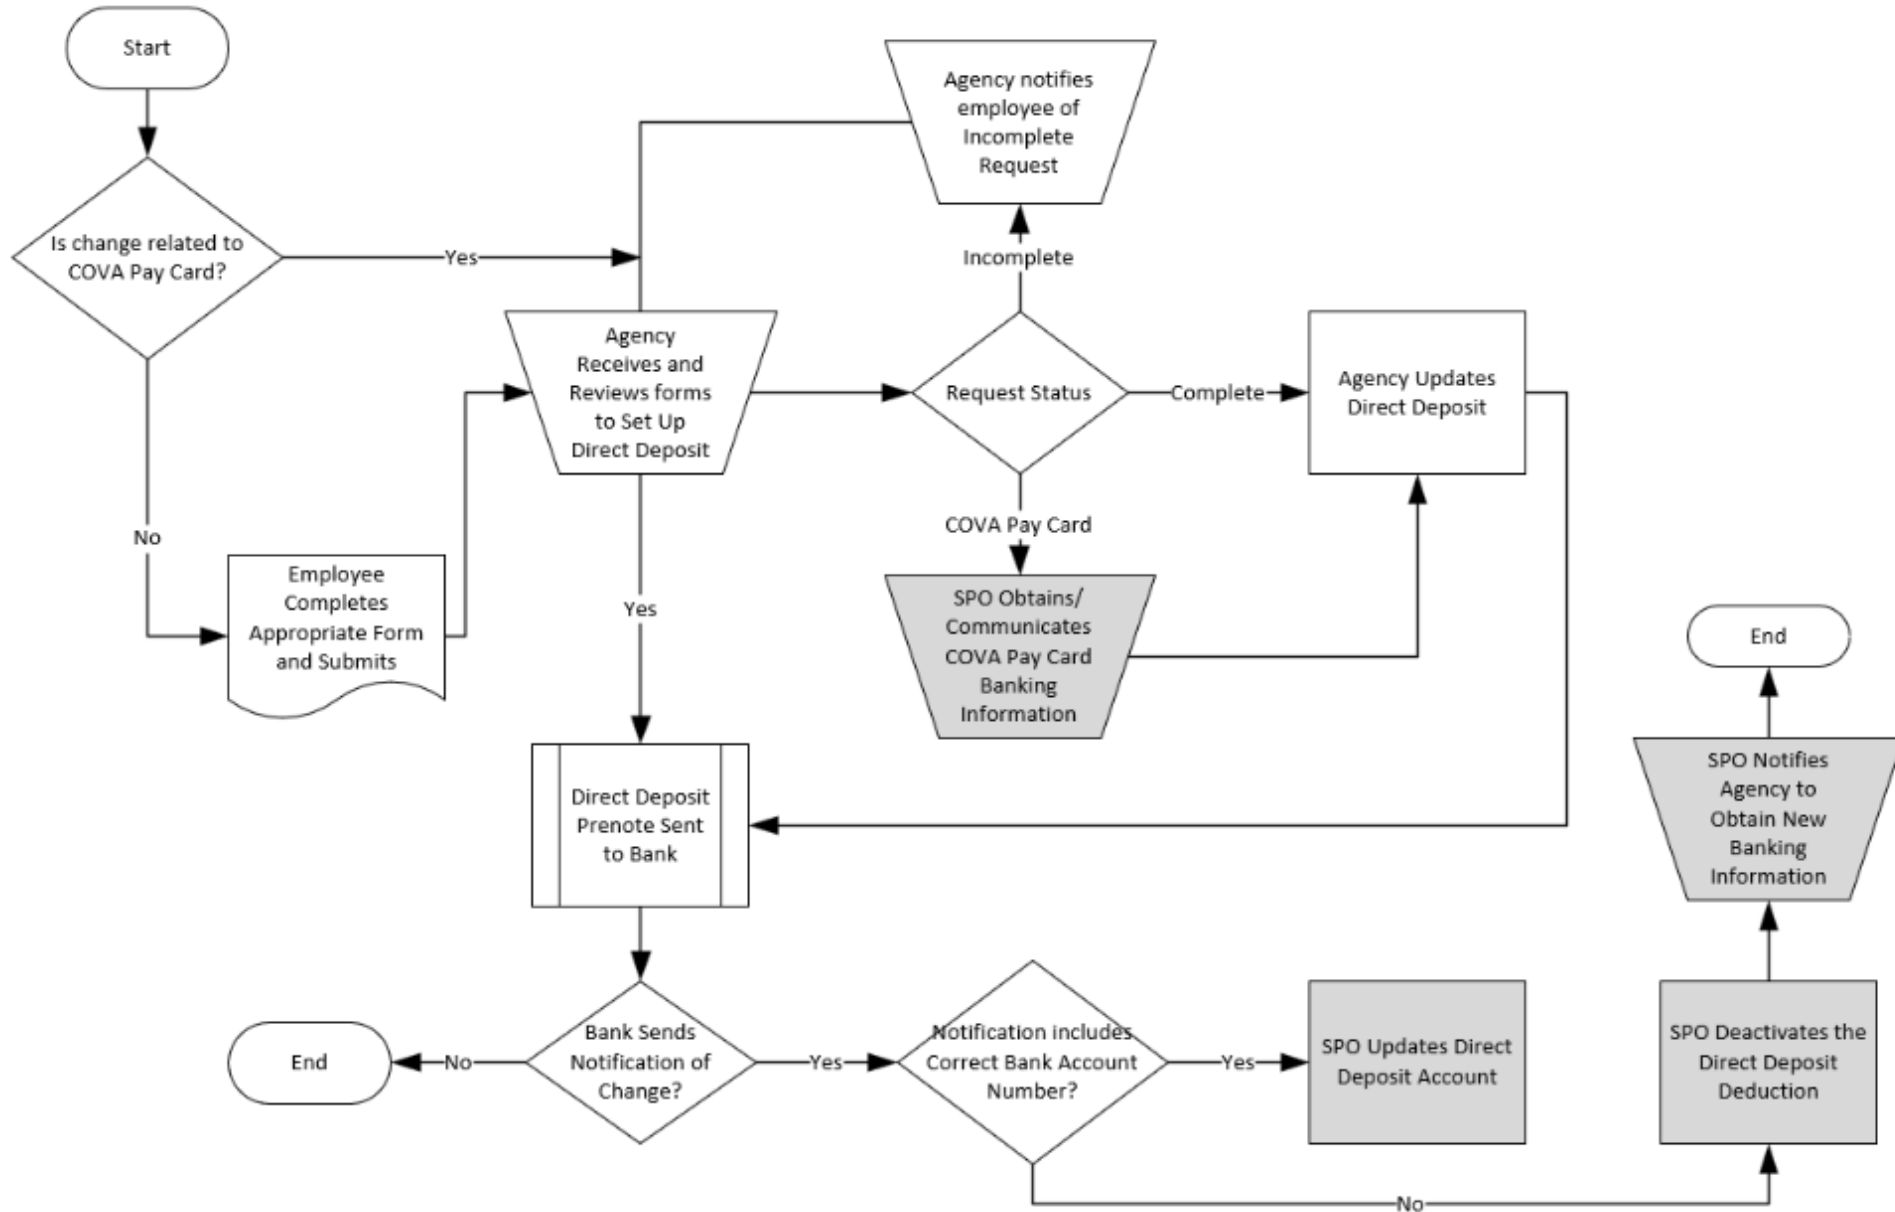 Start
Is change related to
COVA Pay Card?
Yes
No
Employee
Completes
Appropriate Form
and Submits
Agency
Receives and
Reviews forms
to Set Up
Direct Deposit
Agency notifies
employee of
Incomplete
Request
Incomplete
Request Status
Complete
Agency Updates
Direct Deposit
COVA Pay Card
SPO Obtains/
Communicates
COVA Pay Card
Banking
Information
Yes
Direct Deposit
Prenote Sent
to Bank
Bank Sends
Notification of
Change?
No
End
Yes
Notification includes
Correct Bank Account
Number?
Yes
SPO Updates Direct
Deposit Account
No
SPO Deactivates the
Direct Deposit
Deduction
SPO Notifies
Agency to
Obtain New
Banking
Information
End